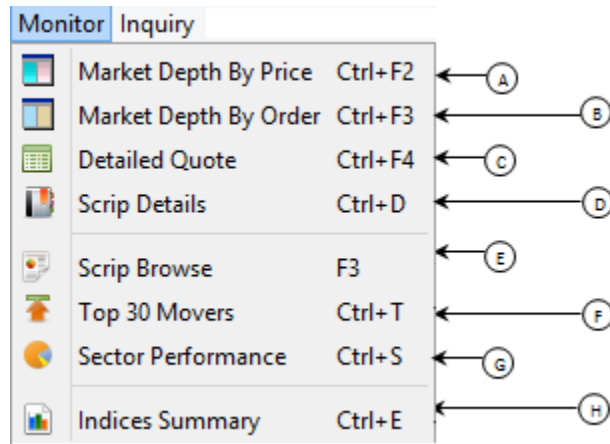 Monitor Inquiry
Market Depth By Price Ctrl+F2 A
Market Depth By Order Ctrl+F3 B
Detailed Quote Ctrl+F4 C
Scrip Details Ctrl+D D
E
Scrip Browse F3
Top 30 Movers Ctrl+T F
Sector Performance Ctrl+S G
H
Indices Summary Ctrl+E